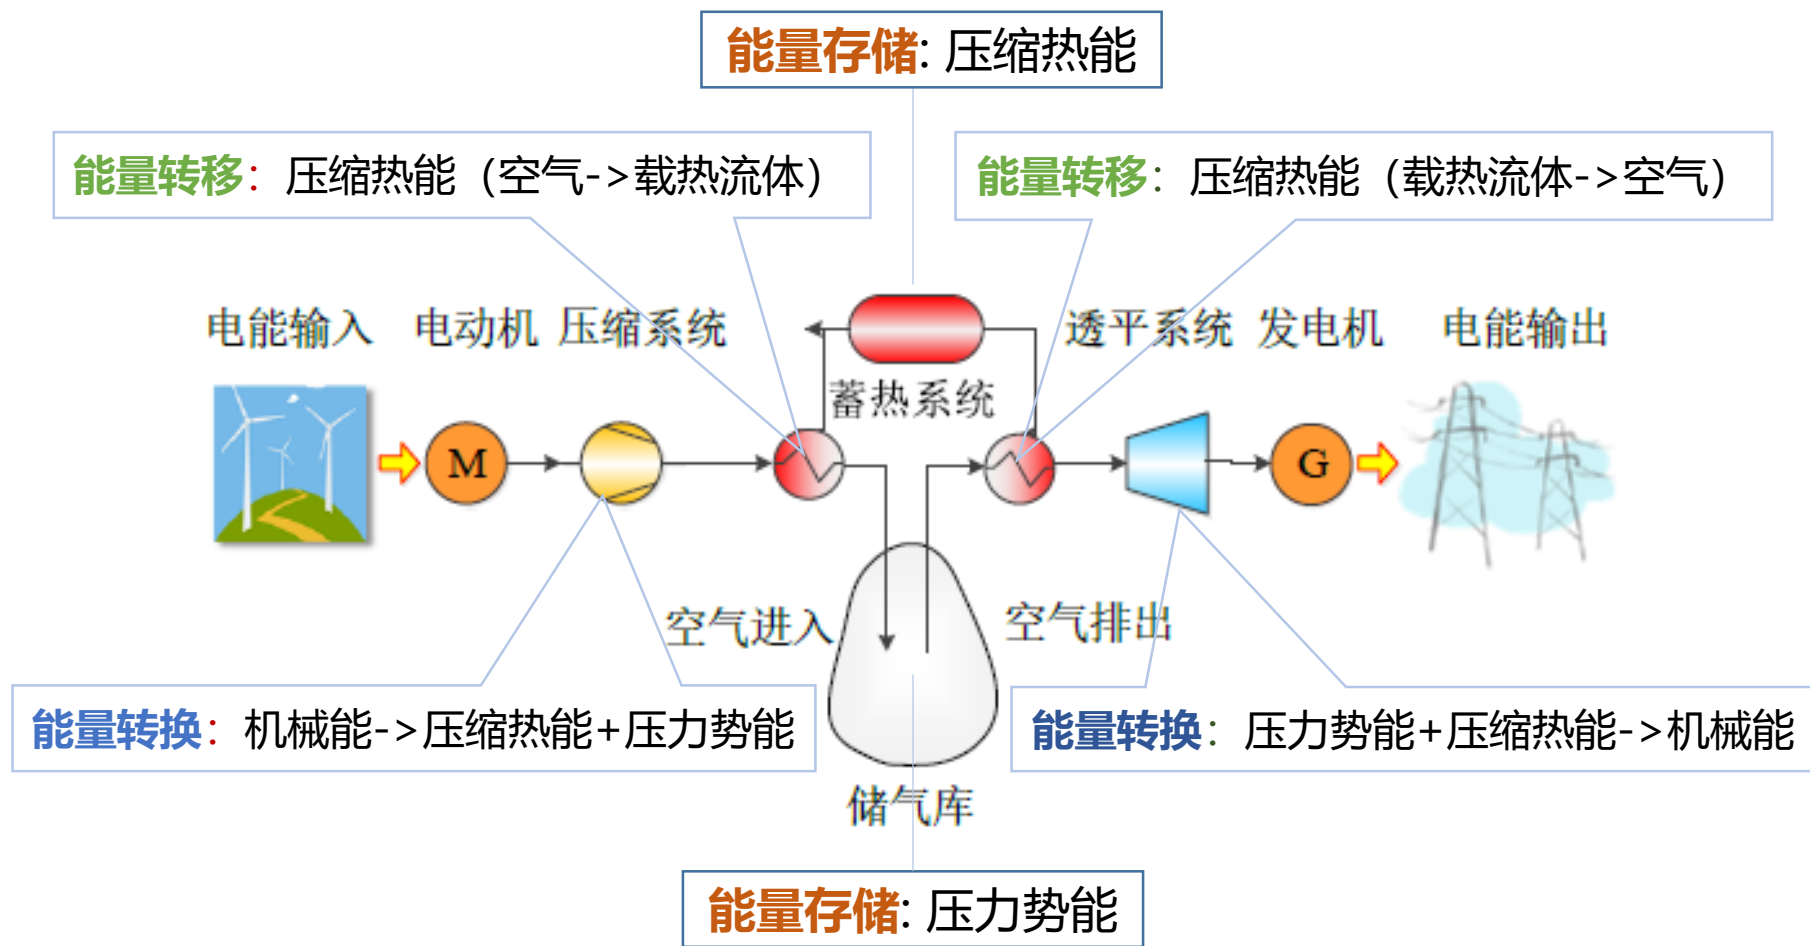 能量存储: 压缩热能
能量转移：压缩热能（空气->载热流体）
能量转移：压缩热能（载热流体->空气）
电能输入
电动机
压缩系统
透平系统
发电机
电能输出
蓄热系统
M
G
空气进入
空气排出
能量转换：机械能->压缩热能+压力势能
能量转换：压力势能+压缩热能->机械能
储气库
能量存储: 压力势能